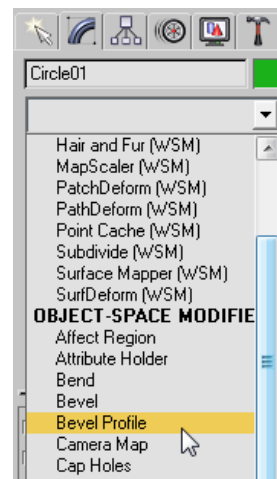 Circle01
Hair and Fur (WSM)
MapScaler (WSM)
PatchDeform (WSM)
PathDeform (WSM)
Point Cache (WSM)
Subdivide (WSM)
Surface Mapper (WSM)
SurfDeform (WSM)
OBJECT-SPACE MODIFIE
Affect Region
Attribute Holder
Bend
Bevel
Bevel Profile
Camera Map
Cap Holes